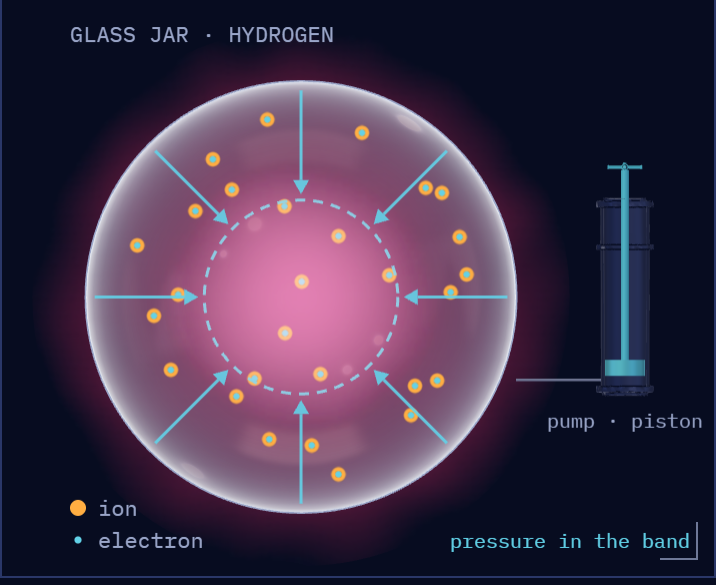 GLASS JAR · HYDROGEN
pump · piston
ion
electron
pressure in the band